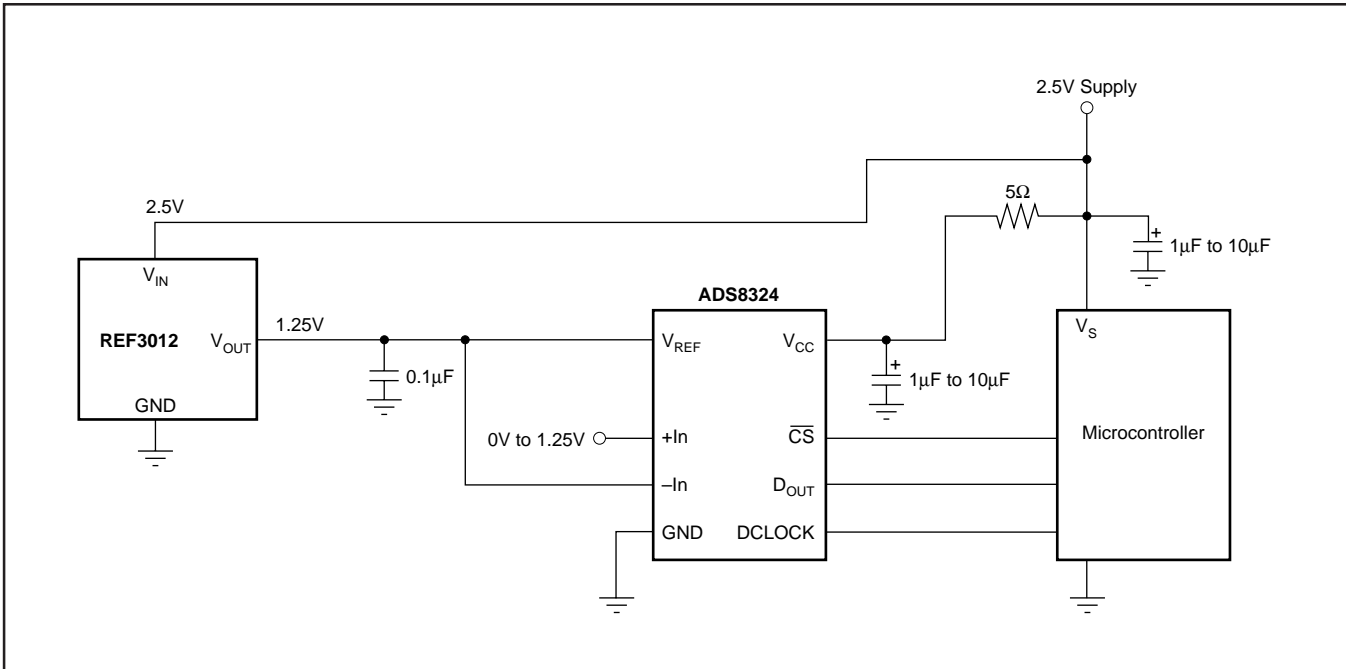 2.5V Supply
5Ω
2.5V
+
1μF to 10μF
V_IN
ADS8324
V_S
REF3012
V_OUT
1.25V
V_REF
V_CC
+
0.1μF
1μF to 10μF
GND
0V to 1.25V
+In
C̅S̅
Microcontroller
–In
D_OUT
GND
DCLOCK